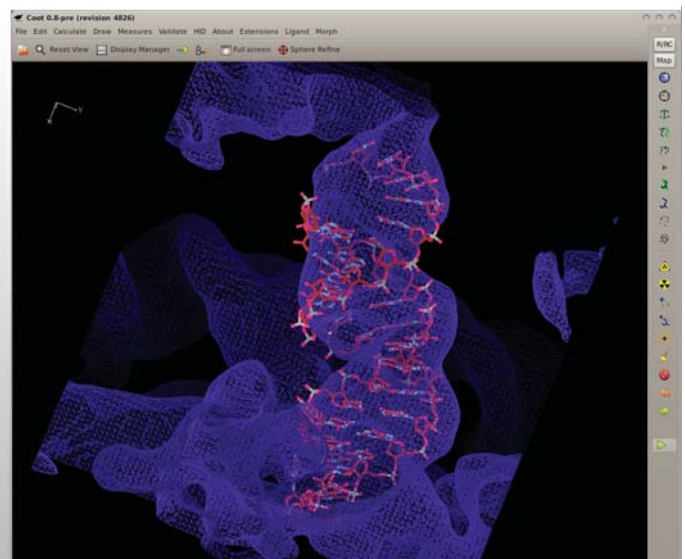 Coot 0.8-pre (revision 4826)
File Edit Calculate Draw Measures Validate HID About Extensions Ligand Morph
Reset View Display Manager Full screen Sphere Refine
R/RC
Map
x
y